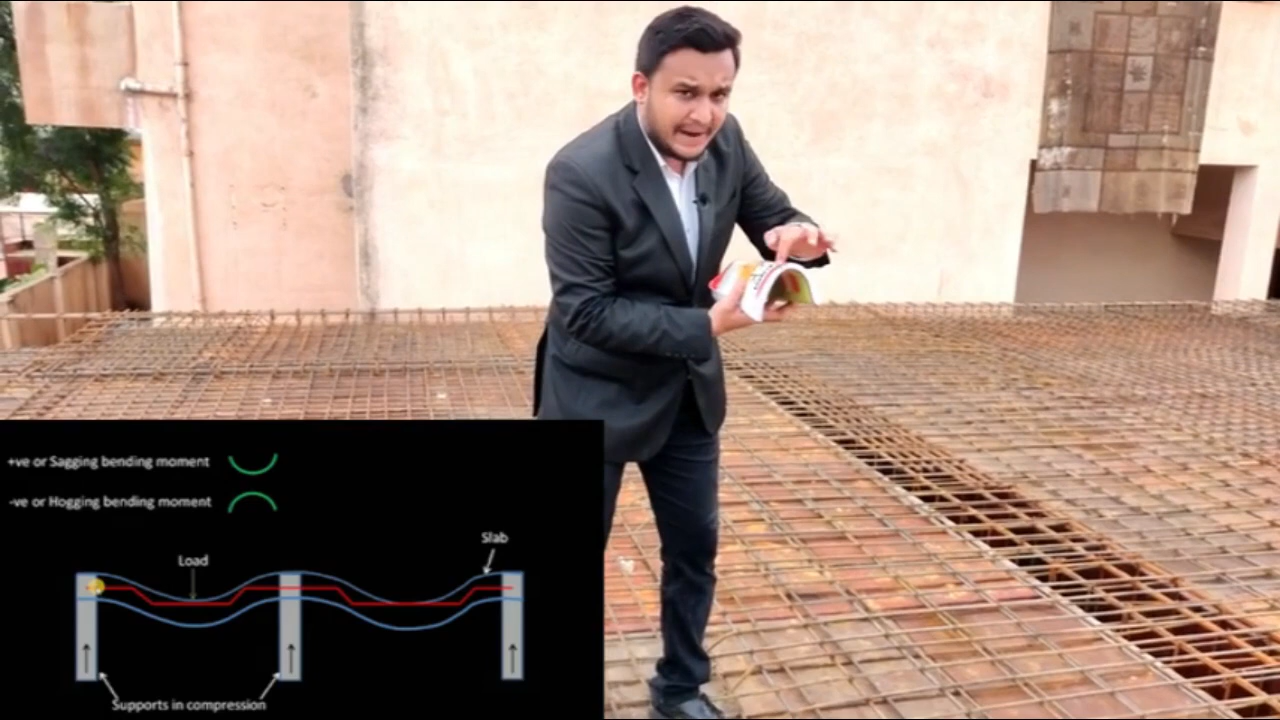 +ve or Sagging bending moment
-ve or Hogging bending moment
Slab
Load
Supports in compression